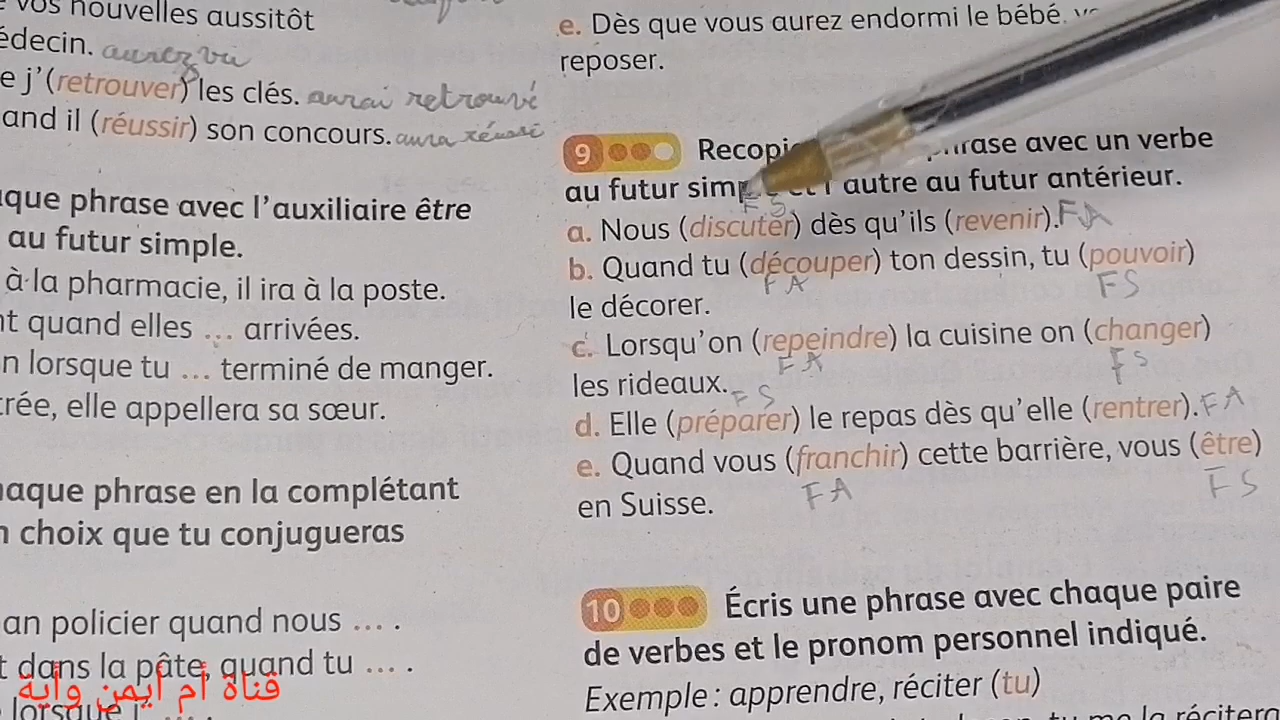 vos nouvelles aussitôt
édecin. aurez vu
e j'(retrouver) les clés. aurai retrouvé
and il (réussir) son concours. aura réussi
que phrase avec l'auxiliaire être
au futur simple.
à la pharmacie, il ira à la poste.
nt quand elles ... arrivées.
n lorsque tu ... terminé de manger.
trée, elle appellera sa sœur.
haque phrase en la complétant
n choix que tu conjugueras
an policier quand nous ... .
t dans la pâte, quand tu ... .
lorsque j' ... .
قناة أم أيمن وأية
e. Dès que vous aurez endormi le bébé,
reposer.
9 Recopie phrase avec un verbe
au futur simple et l'autre au futur antérieur.
FS
a. Nous (discuter) dès qu'ils (revenir). FA
b. Quand tu (découper) ton dessin, tu (pouvoir)
FA FS
le décorer.
c. Lorsqu'on (repeindre) la cuisine on (changer)
FA FS
les rideaux.
FS
d. Elle (préparer) le repas dès qu'elle (rentrer). FA
e. Quand vous (franchir) cette barrière, vous (être)
FA FS
en Suisse.
10 Écris une phrase avec chaque paire
de verbes et le pronom personnel indiqué.
Exemple : apprendre, réciter (tu)